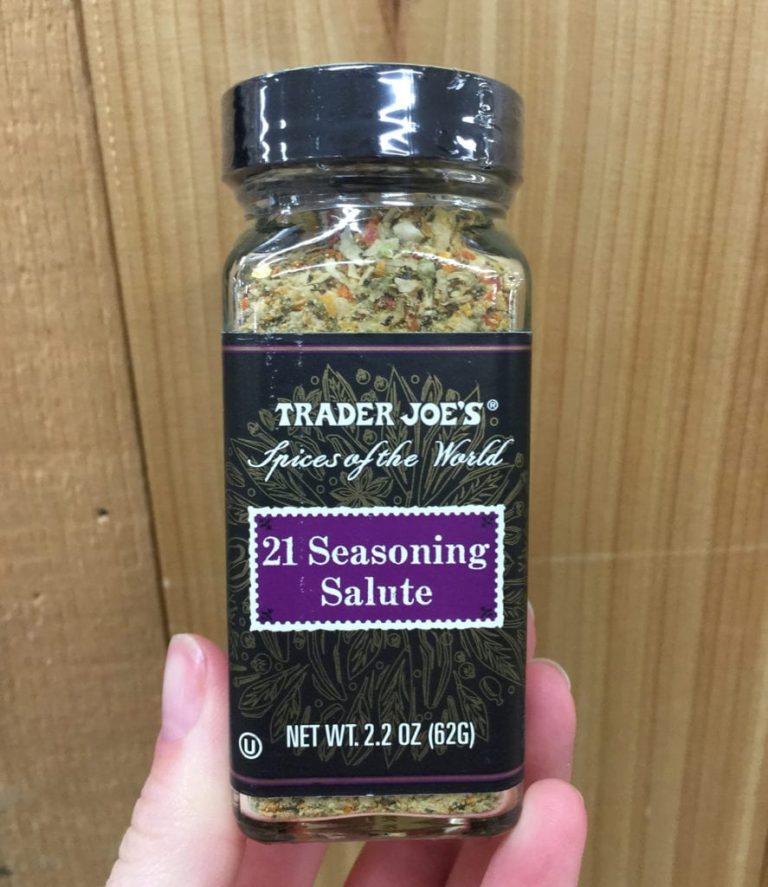 TRADER JOE'S®
Spices of the World
21 Seasoning
Salute
U
NET WT. 2.2 OZ (62G)